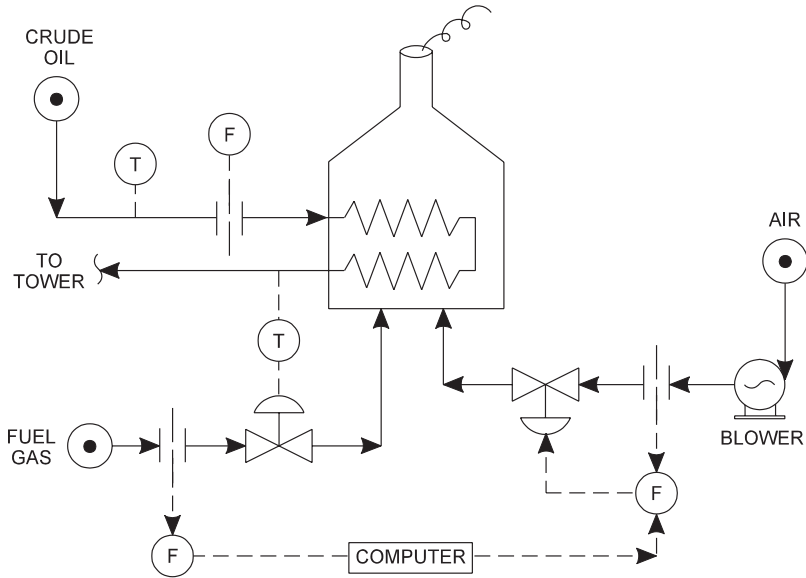 CRUDE
OIL
F
T
AIR
TO
TOWER
T
FUEL
GAS
BLOWER
F
F
COMPUTER